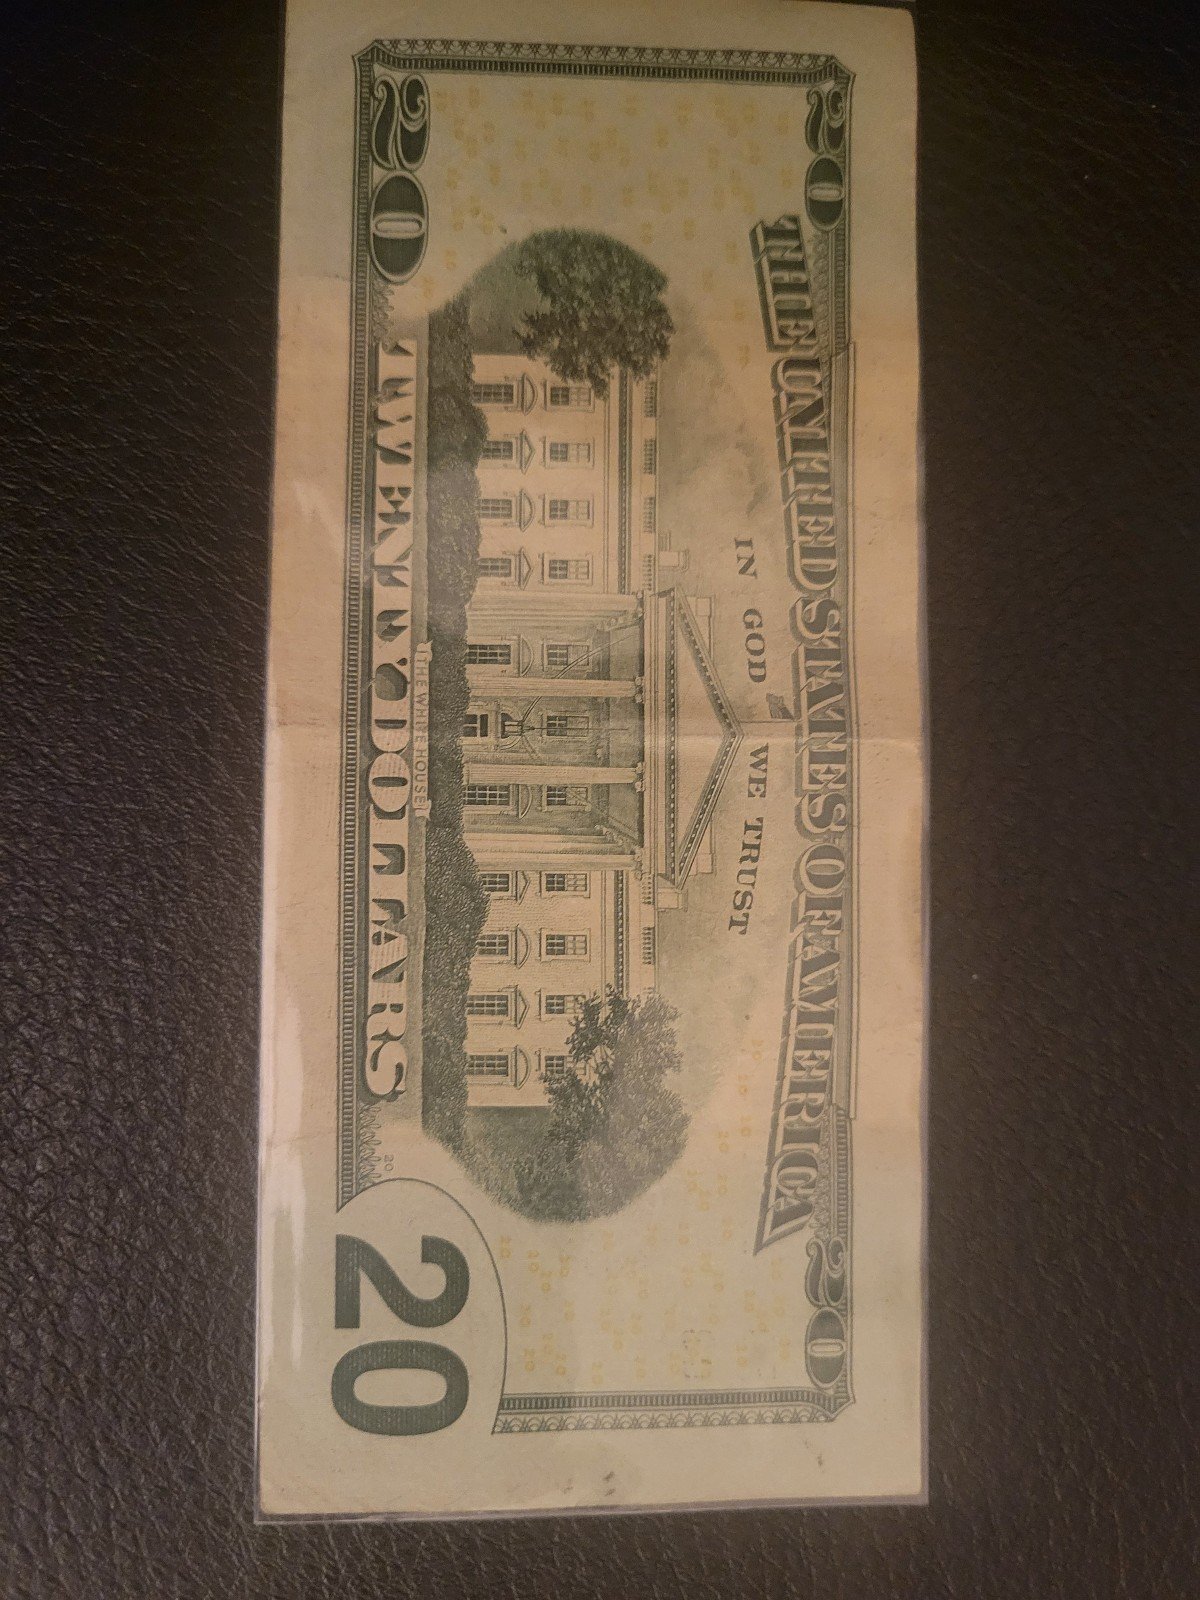 20
20
THE UNITED STATES OF AMERICA
IN GOD WE TRUST
THE WHITE HOUSE
20
TWENTY DOLLARS
20
20